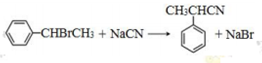 CH₃CHCN
-CHBrCH₃ + NaCN ⟶ + NaBr